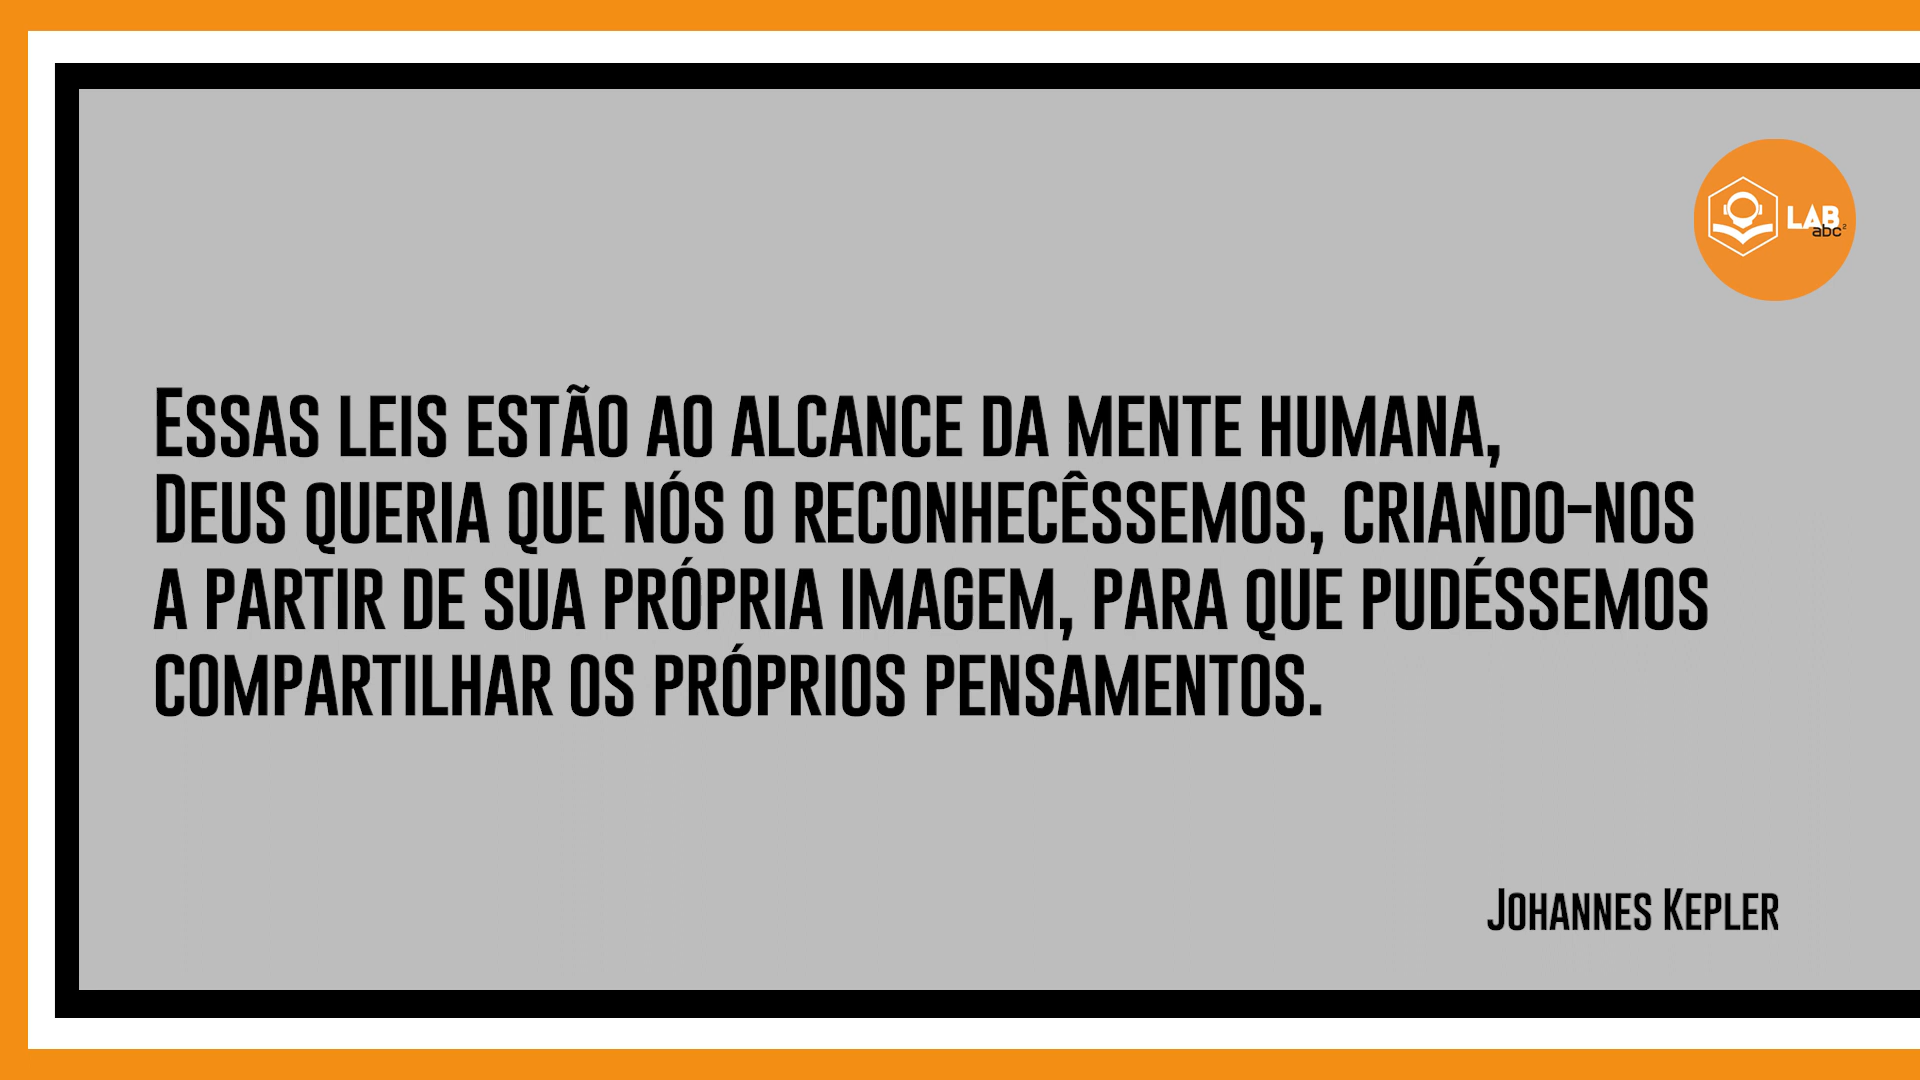 LAB
abc²
Essas leis estão ao alcance da mente humana,
Deus queria que nós o reconhecêssemos, criando-nos
a partir de sua própria imagem, para que pudéssemos
compartilhar os próprios pensamentos.
Johannes Kepler